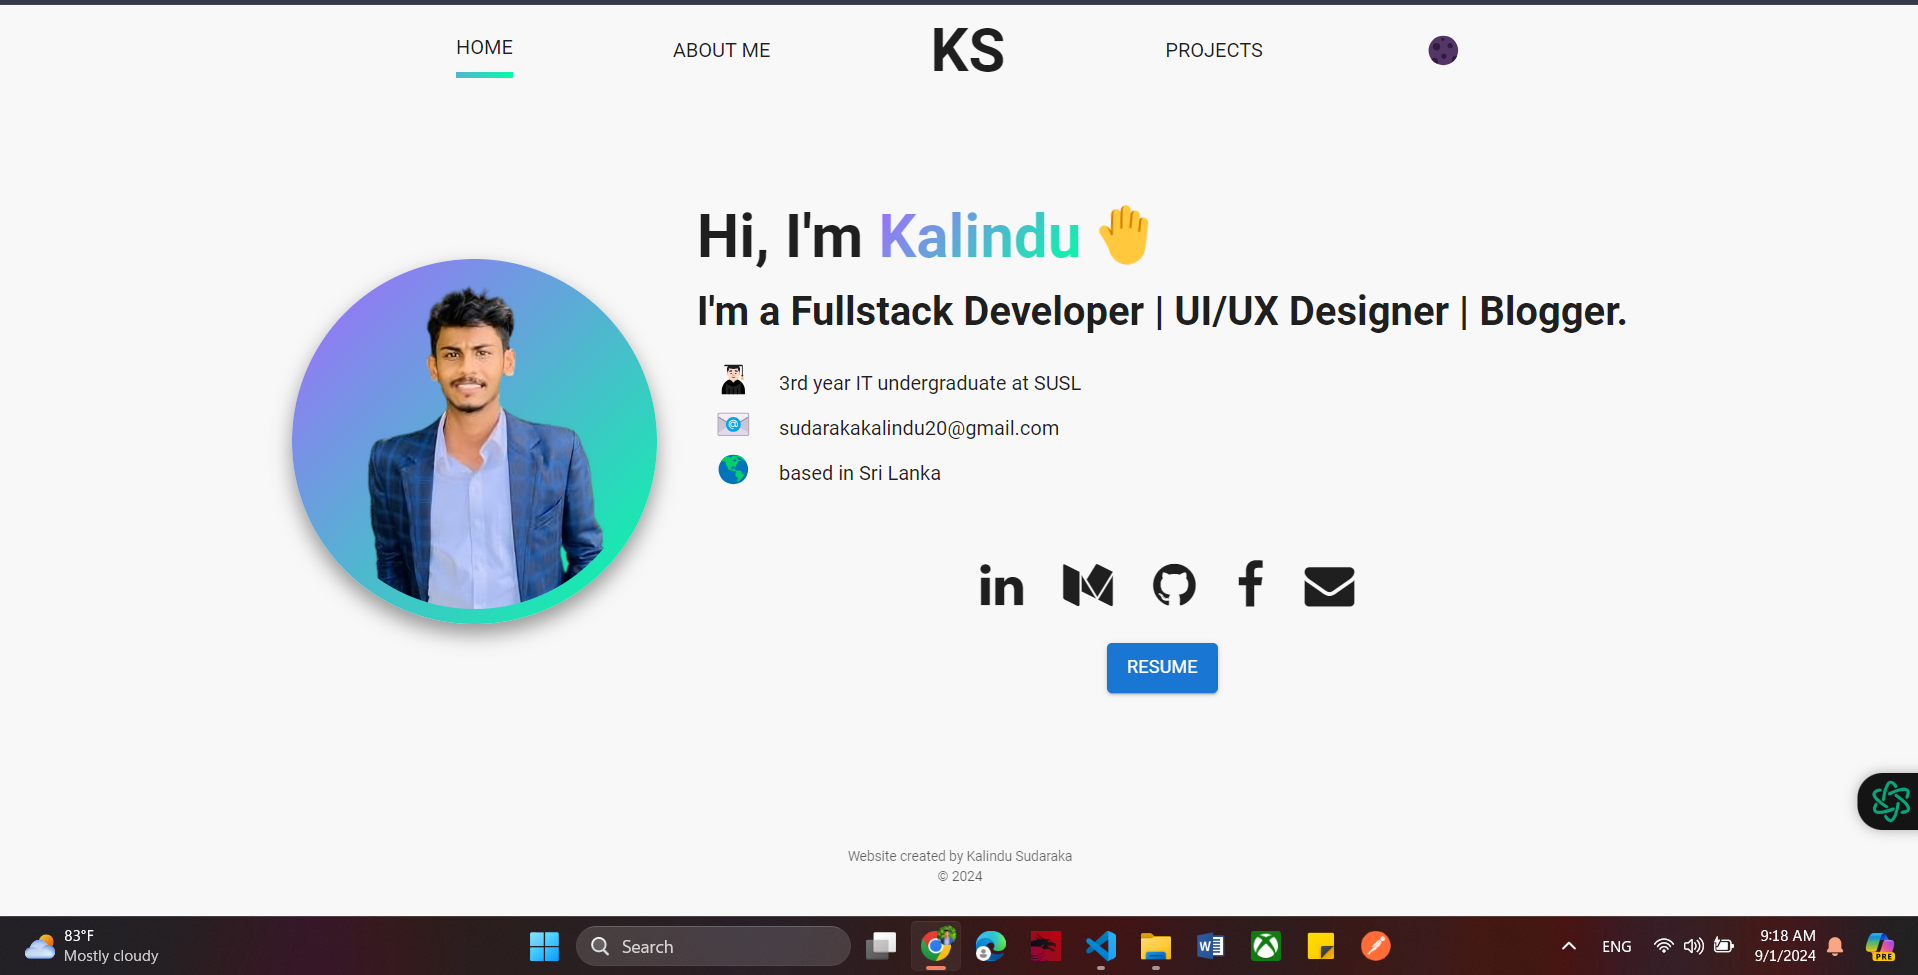 HOME
ABOUT ME
KS
PROJECTS
Hi, I'm Kalindu
I'm a Fullstack Developer | UI/UX Designer | Blogger.
3rd year IT undergraduate at SUSL
sudarakakalindu20@gmail.com
based in Sri Lanka
RESUME
Website created by Kalindu Sudaraka
© 2024
83°F
Mostly cloudy
Search
ENG
9:18 AM
9/1/2024
PRE